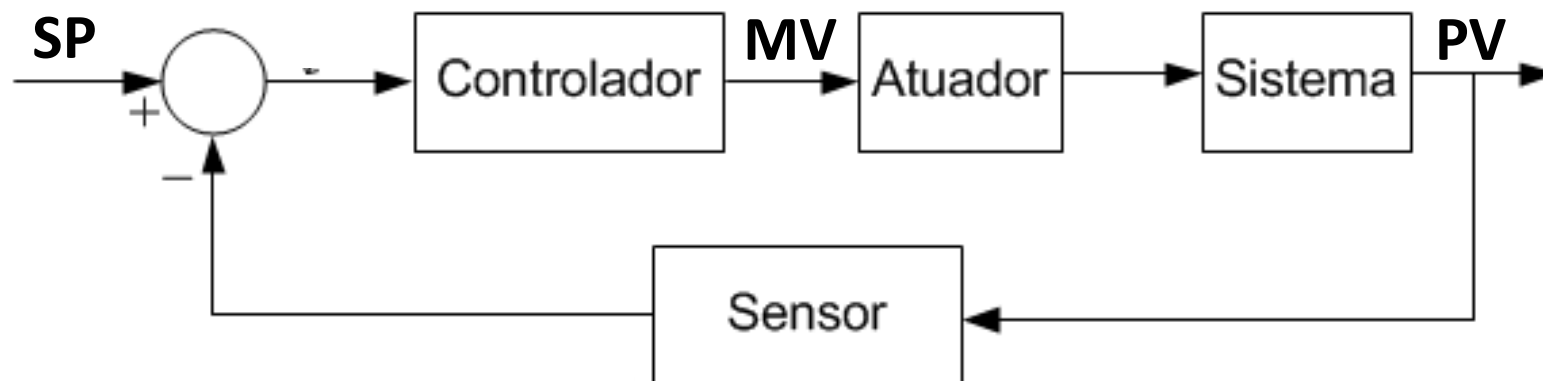 SP
MV
PV
+
Controlador
Atuador
Sistema
−
Sensor